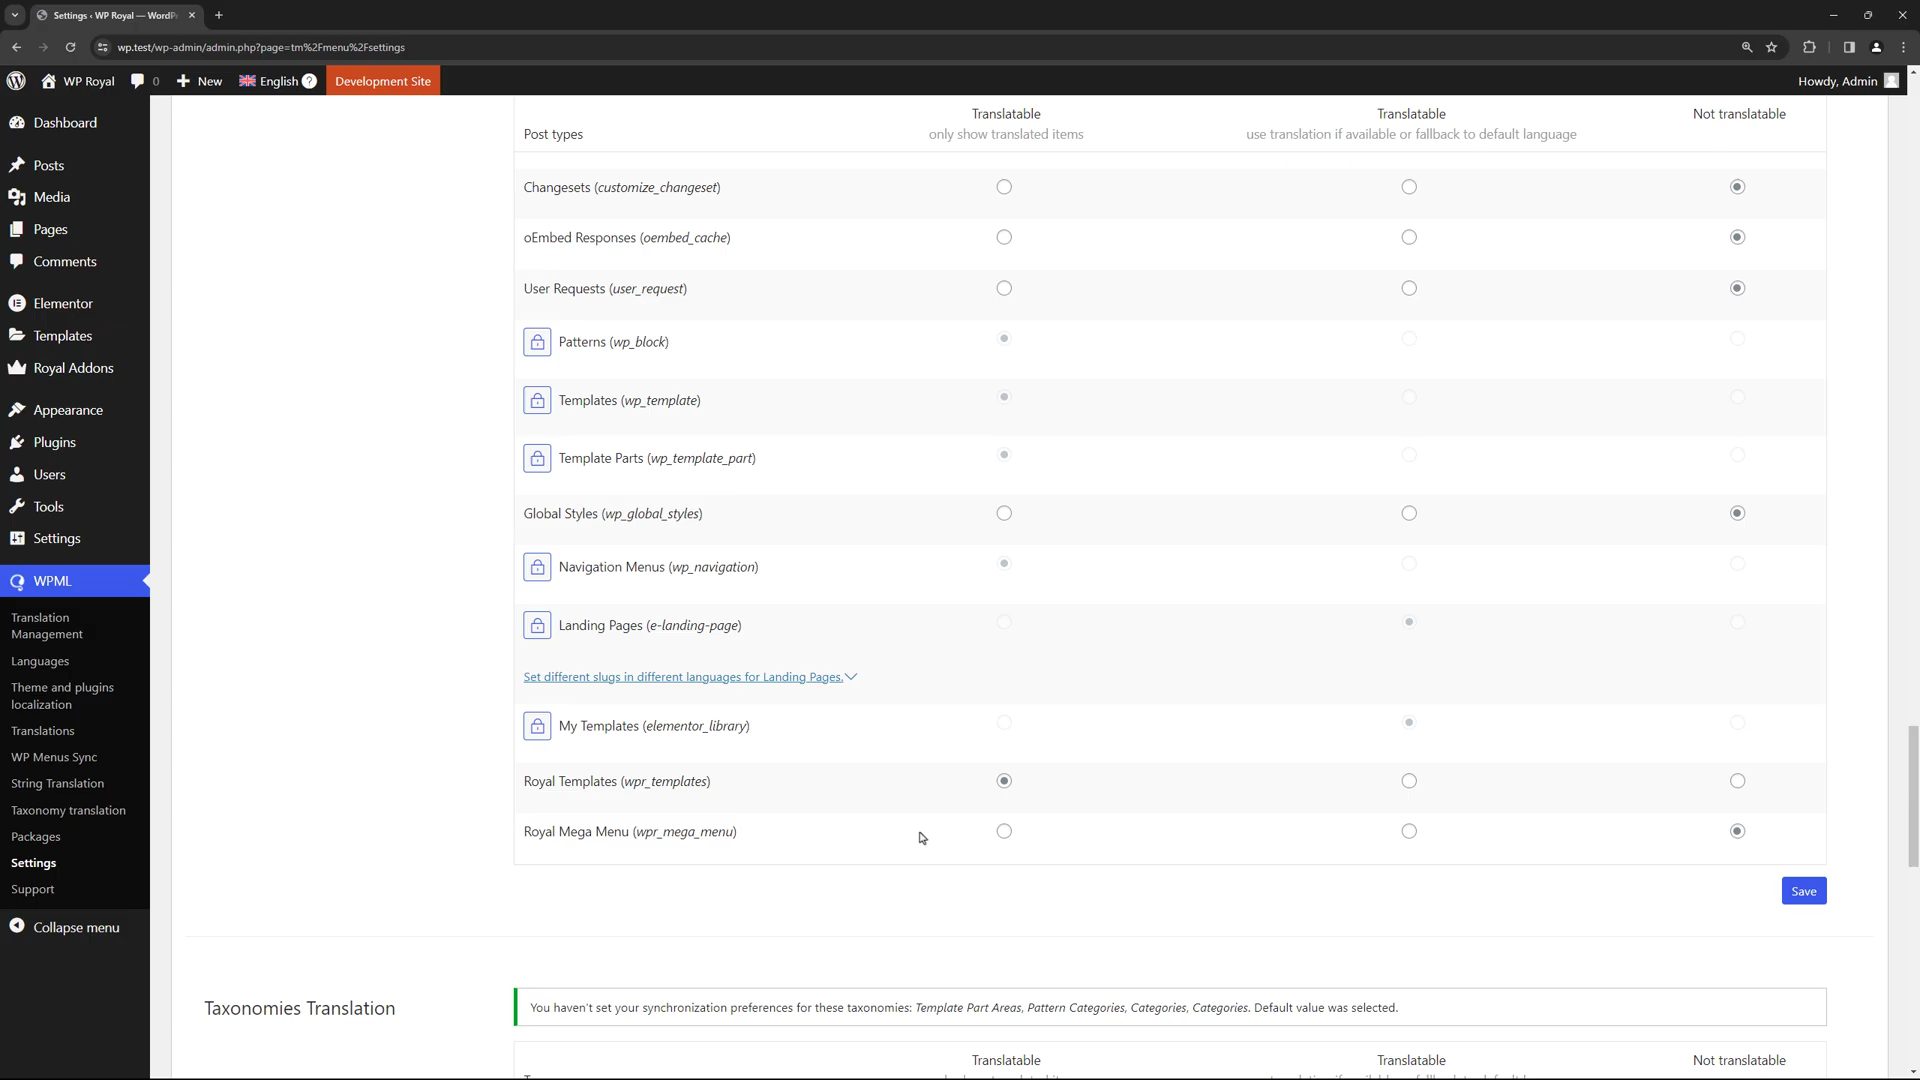 Settings ‹ WP Royal — WordP
wp.test/wp-admin/admin.php?page=tm%2Fmenu%2Fsettings
WP Royal
0
New
English
?
Development Site
Howdy, Admin
Dashboard
Posts
Media
Pages
Comments
Elementor
Templates
Royal Addons
Appearance
Plugins
Users
Tools
Settings
WPML
Translation
Management
Languages
Theme and plugins
localization
Translations
WP Menus Sync
String Translation
Taxonomy translation
Packages
Settings
Support
Collapse menu
Translatable
Translatable
Not translatable
Post types
only show translated items
use translation if available or fallback to default language
Changesets (customize_changeset)
oEmbed Responses (oembed_cache)
User Requests (user_request)
Patterns (wp_block)
Templates (wp_template)
Template Parts (wp_template_part)
Global Styles (wp_global_styles)
Navigation Menus (wp_navigation)
Landing Pages (e-landing-page)
Set different slugs in different languages for Landing Pages.
My Templates (elementor_library)
Royal Templates (wpr_templates)
Royal Mega Menu (wpr_mega_menu)
Save
Taxonomies Translation
You haven't set your synchronization preferences for these taxonomies: Template Part Areas, Pattern Categories, Categories, Categories. Default value was selected.
Translatable
Translatable
Not translatable